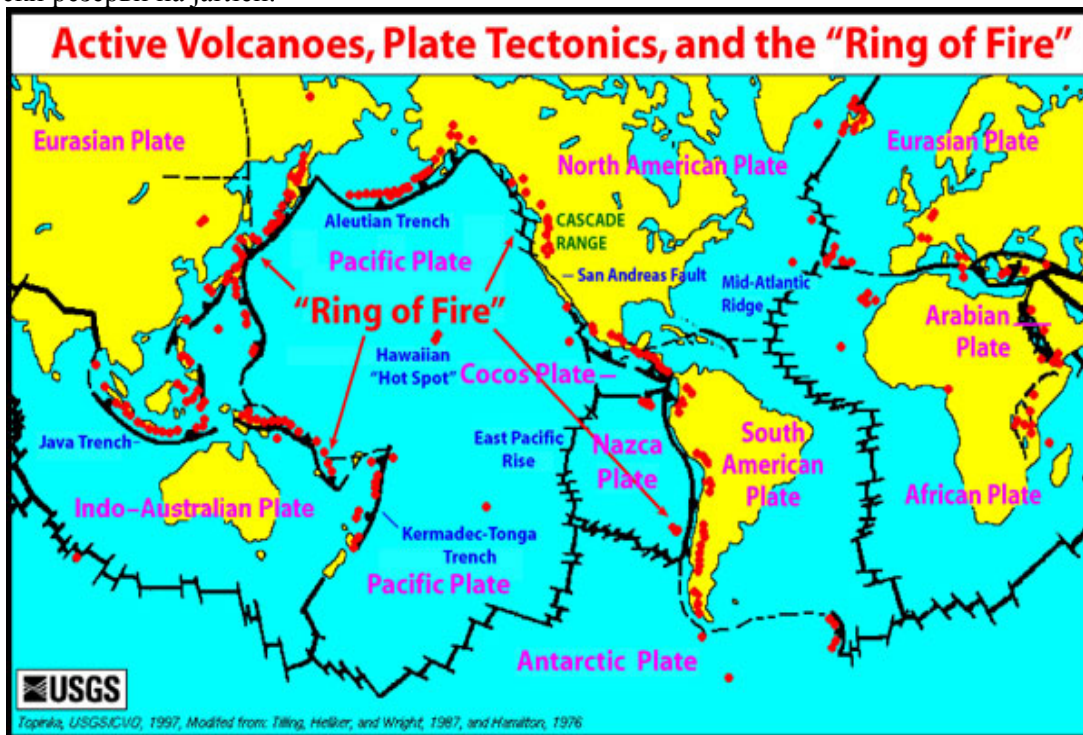 Active Volcanoes, Plate Tectonics, and the “Ring of Fire”
Eurasian Plate
North American Plate
Eurasian Plate
Aleutian Trench
CASCADE
RANGE
Pacific Plate
San Andreas Fault
Mid-Atlantic
Ridge
“Ring of Fire”
Arabian
Plate
Hawaiian
“Hot Spot”
Cocos Plate
Java Trench
East Pacific
Rise
Nazca
Plate
South
American
Plate
Indo-Australian Plate
African Plate
Kermadec-Tonga
Trench
Pacific Plate
Antarctic Plate
USGS
Topinka, USGS/CVO, 1997, Modified from: Tilling, Heliker, and Wright, 1987, and Hamilton, 1976